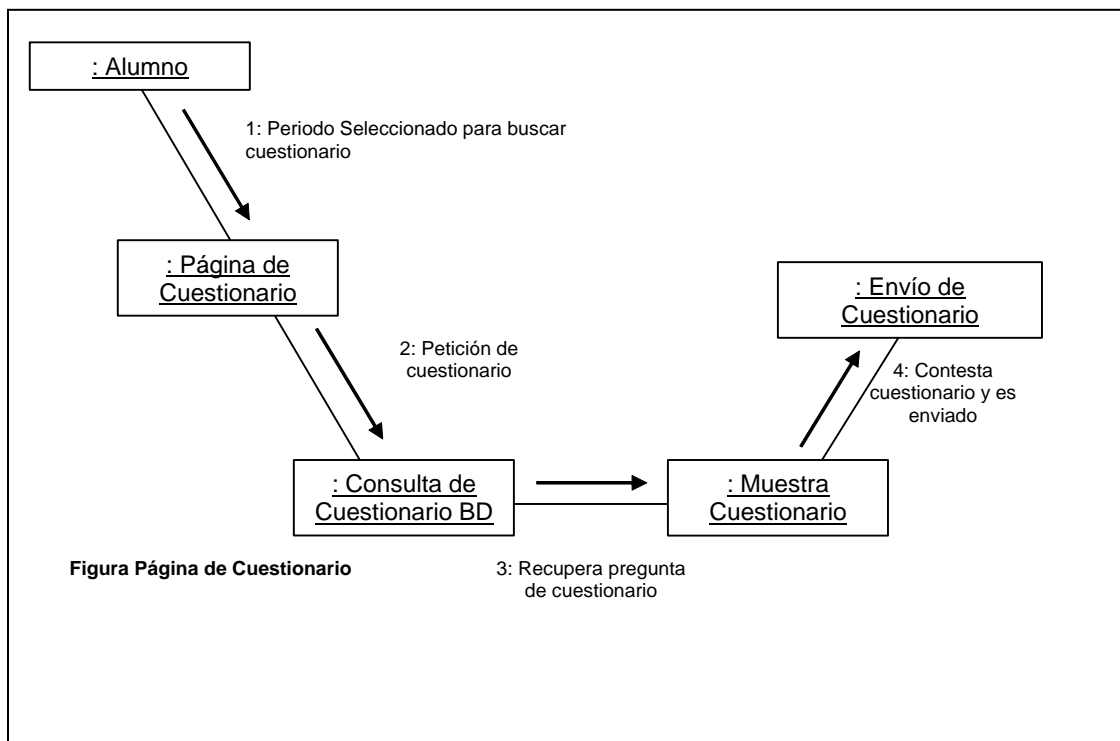 : Alumno
1: Periodo Seleccionado para buscar
cuestionario
: Página de
Cuestionario
2: Petición de
cuestionario
: Envío de
Cuestionario
4: Contesta
cuestionario y es
enviado
: Consulta de
Cuestionario BD
: Muestra
Cuestionario
3: Recupera pregunta
de cuestionario
Figura Página de Cuestionario